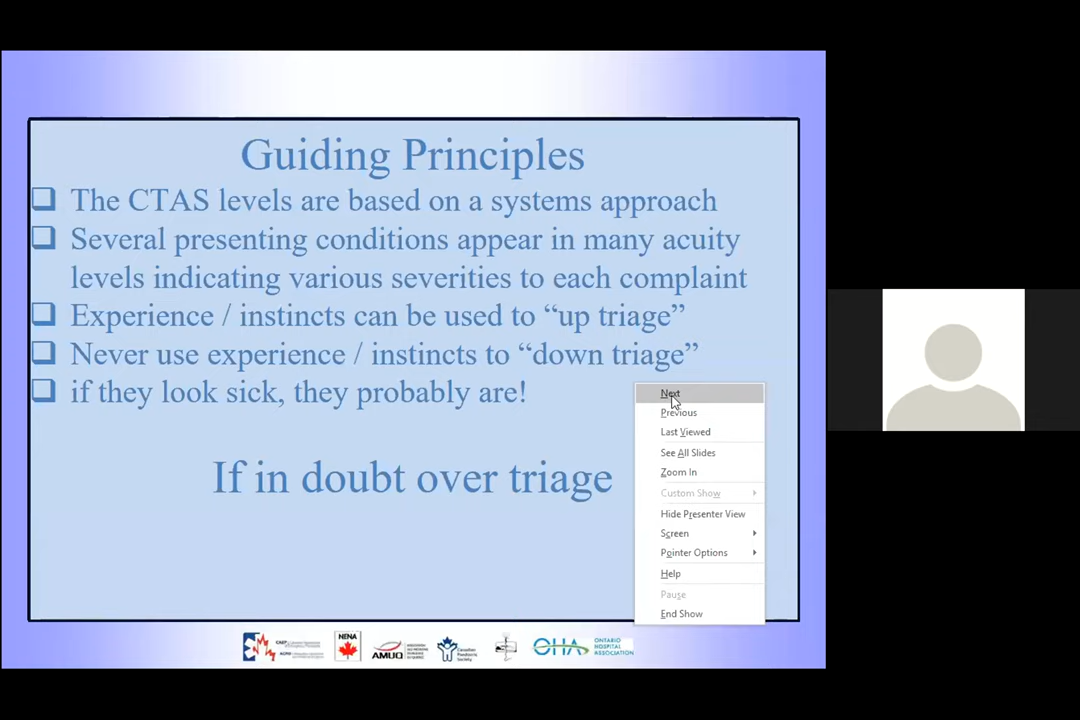 Guiding Principles
The CTAS levels are based on a systems approach
Several presenting conditions appear in many acuity
levels indicating various severities to each complaint
Experience / instincts can be used to “up triage”
Never use experience / instincts to “down triage”
if they look sick, they probably are!
If in doubt over triage
Next
Previous
Last Viewed
See All Slides
Zoom In
Custom Show
Hide Presenter View
Screen
Pointer Options
Help
Pause
End Show
CAEP
NENA
AMUQ
Canadian
Paediatric
Society
OHA
ONTARIO
HOSPITAL
ASSOCIATION